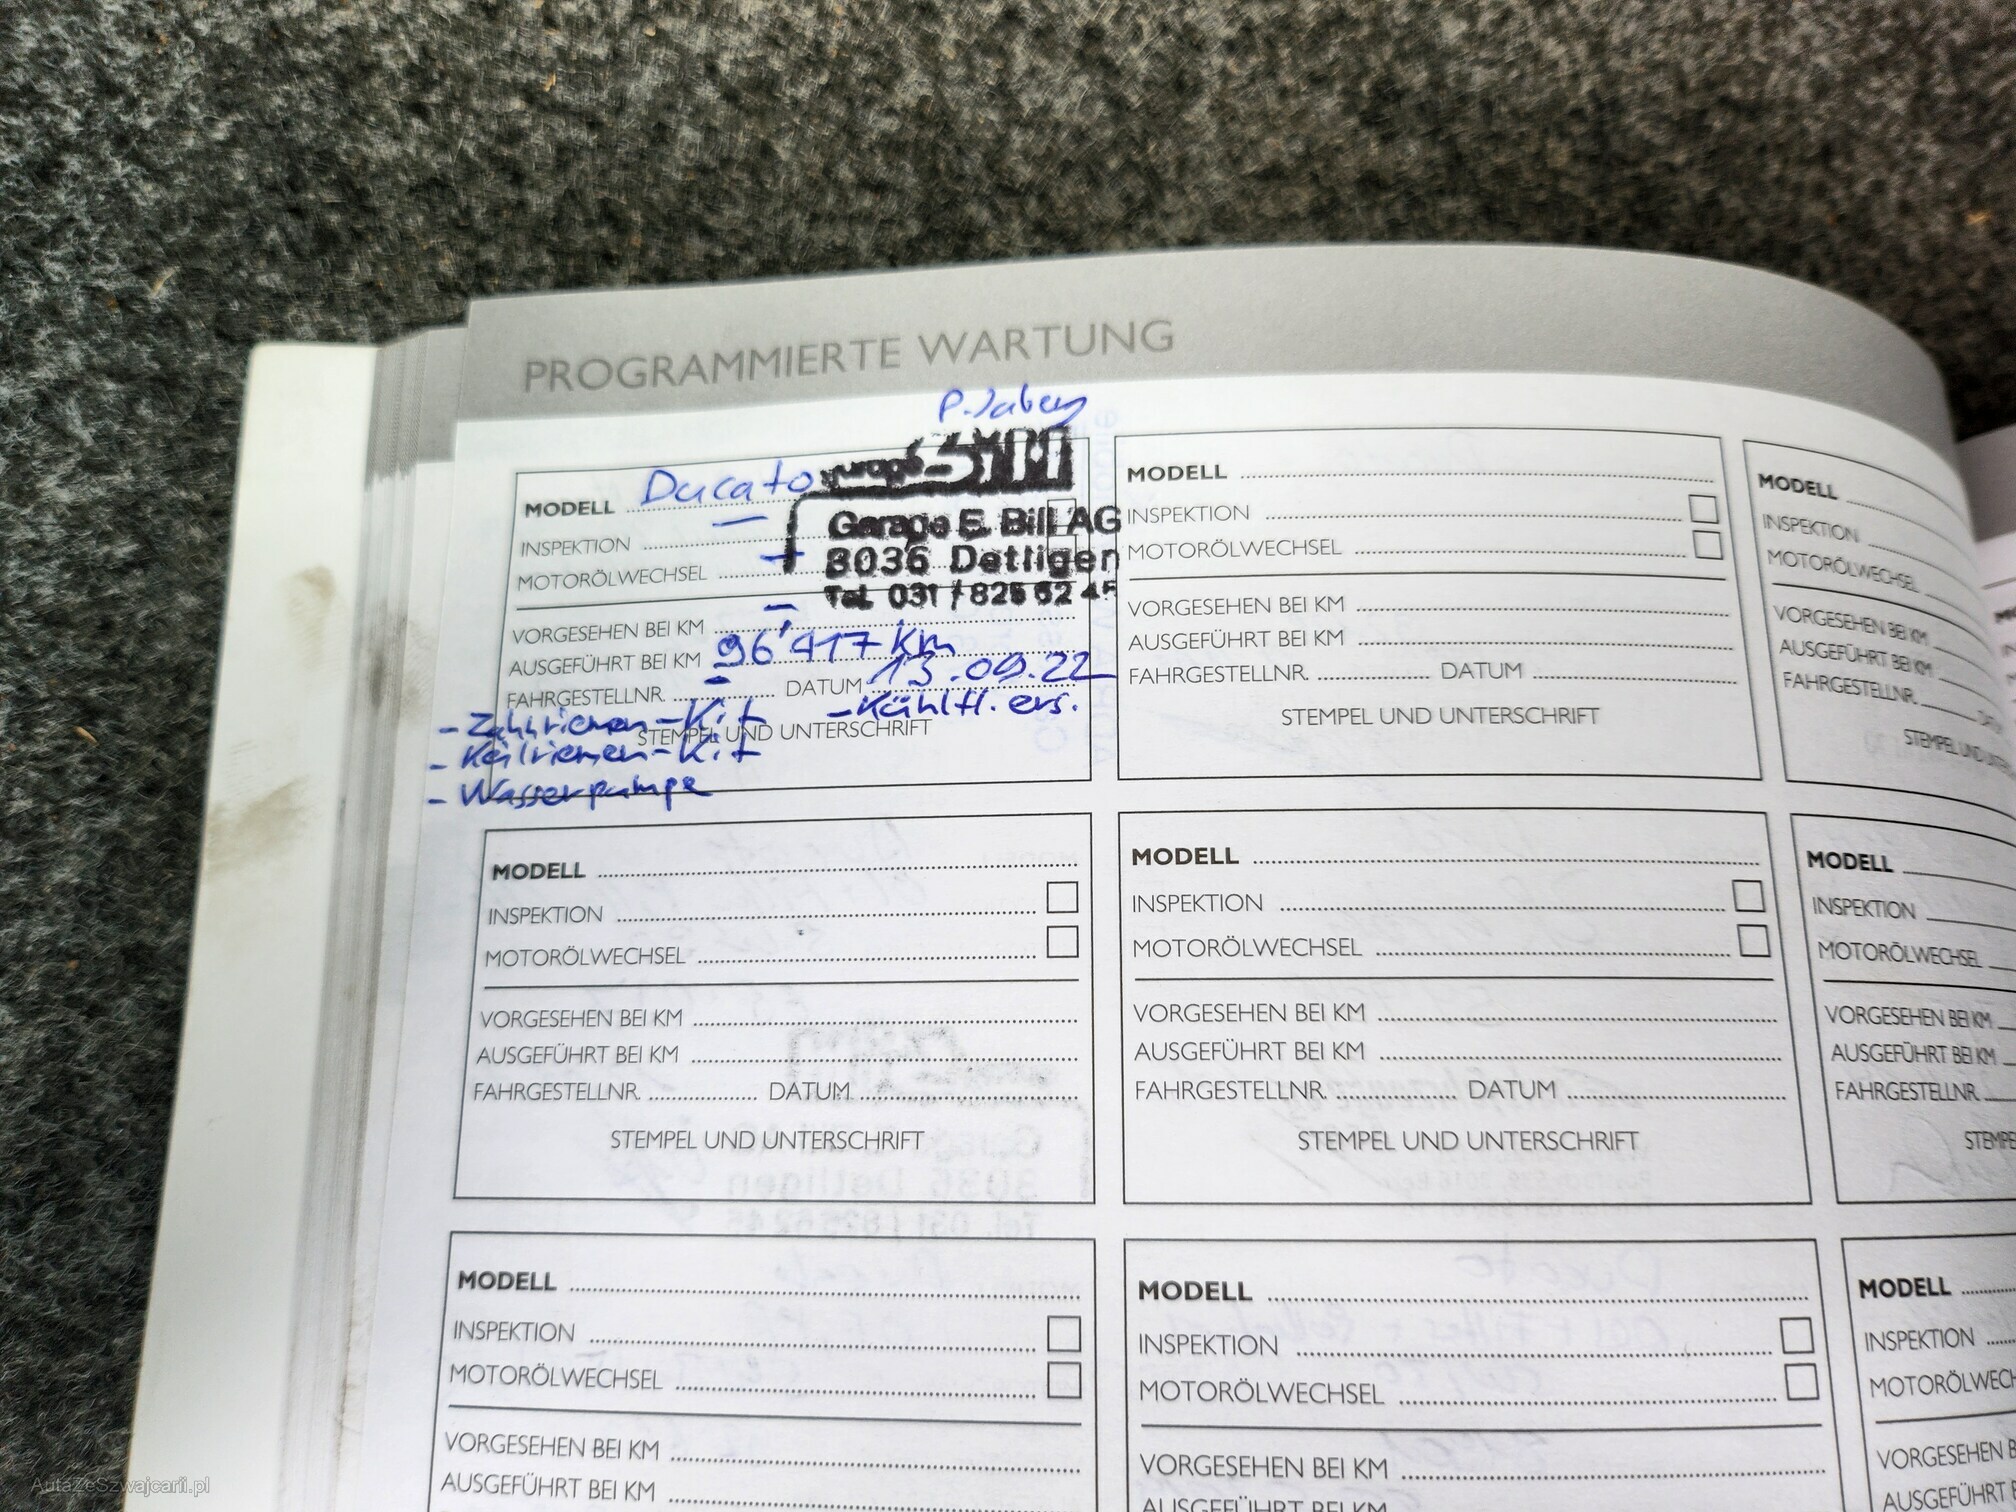 PROGRAMMIERTE WARTUNG
MODELL Ducato
Garage E. Bill AG
3036 Detligen
Tel. 031 / 825 62 45
INSPEKTION
MOTORÖLWECHSEL
VORGESEHEN BEI KM
AUSGEFÜHRT BEI KM 96'417 Km
FAHRGESTELLNR. DATUM 13.09.22
- Zahnriemen-Kit - Kühlfl. ers.
STEMPEL UND UNTERSCHRIFT
- Keilriemen-Kit
- Wasserpumpe
MODELL
INSPEKTION
MOTORÖLWECHSEL
VORGESEHEN BEI KM
AUSGEFÜHRT BEI KM
FAHRGESTELLNR. DATUM
STEMPEL UND UNTERSCHRIFT
MODELL
INSPEKTION
MOTORÖLWECHSEL
VORGESEHEN BEI KM
AUSGEFÜHRT BEI KM
FAHRGESTELLNR.
STEMPEL UND
MODELL
INSPEKTION
MOTORÖLWECHSEL
VORGESEHEN BEI KM
AUSGEFÜHRT BEI KM
FAHRGESTELLNR. DATUM
STEMPEL UND UNTERSCHRIFT
MODELL
INSPEKTION
MOTORÖLWECHSEL
VORGESEHEN BEI KM
AUSGEFÜHRT BEI KM
FAHRGESTELLNR. DATUM
STEMPEL UND UNTERSCHRIFT
MODELL
INSPEKTION
MOTORÖLWECHSEL
VORGESEHEN BEI KM
AUSGEFÜHRT BEI KM
FAHRGESTELLNR.
STEMPE
MODELL
INSPEKTION
MOTORÖLWECHSEL
VORGESEHEN BEI KM
AUSGEFÜHRT BEI KM
MODELL
INSPEKTION
MOTORÖLWECHSEL
VORGESEHEN BEI KM
AUSGEFÜHRT BEI KM
MODELL
INSPEKTION
MOTORÖLWECH
VORGESEHEN B
AUSGEFÜHRT
AutaZeSzwajcarii.pl